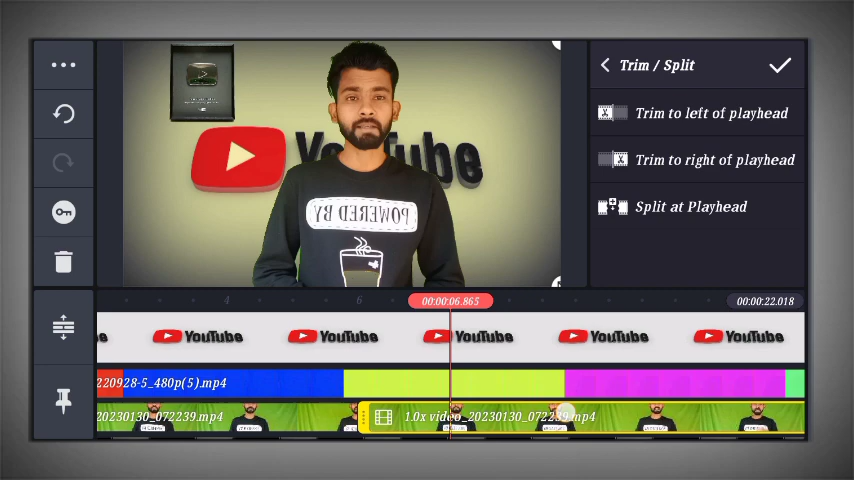 Trim / Split
Trim to left of playhead
Trim to right of playhead
Split at Playhead
YouTube
POWERED BY
4
6
00:00:06.865
00:00:22.018
e
YouTube
YouTube
YouTube
YouTube
YouTube
220928-5_480p(5).mp4
20230130_072239.mp4
1.0x video_20230130_072239.mp4